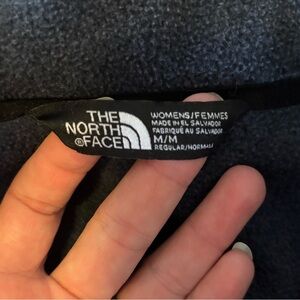 THE
NORTH
®FACE
WOMENS/FEMMES
MADE IN EL SALVADOR
FABRIQUÉ AU SALVADOR
M/M
REGULAR/NORMAL